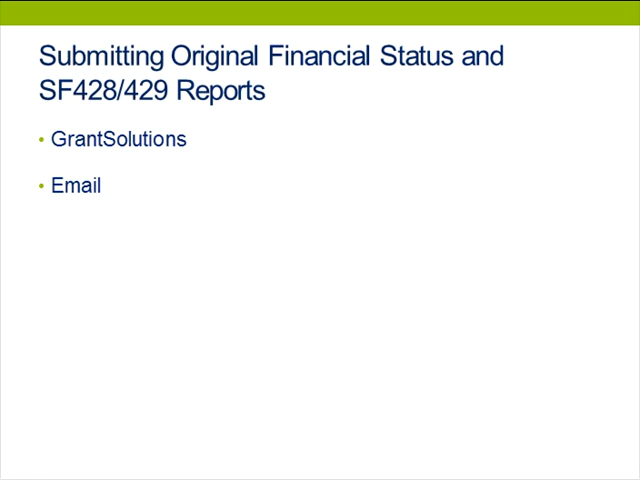 Submitting Original Financial Status and
SF428/429 Reports
• GrantSolutions
• Email